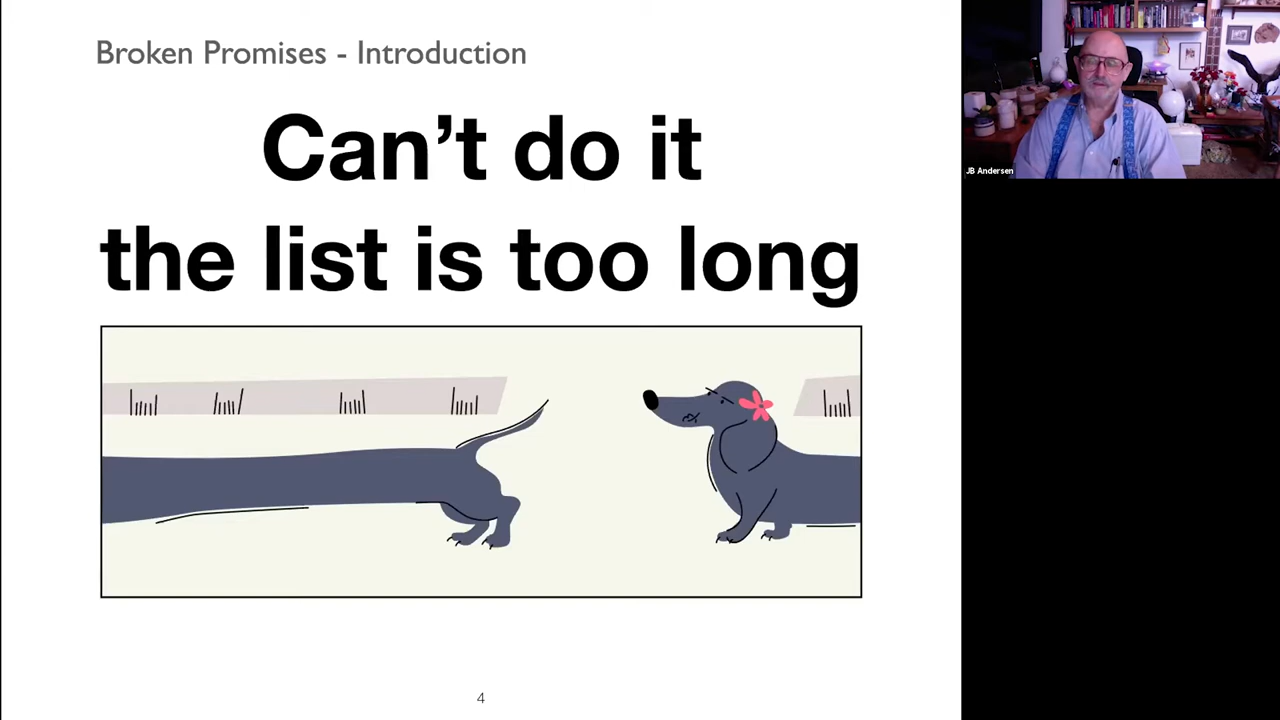 Broken Promises - Introduction
Can’t do it
the list is too long
4
JB Andersen